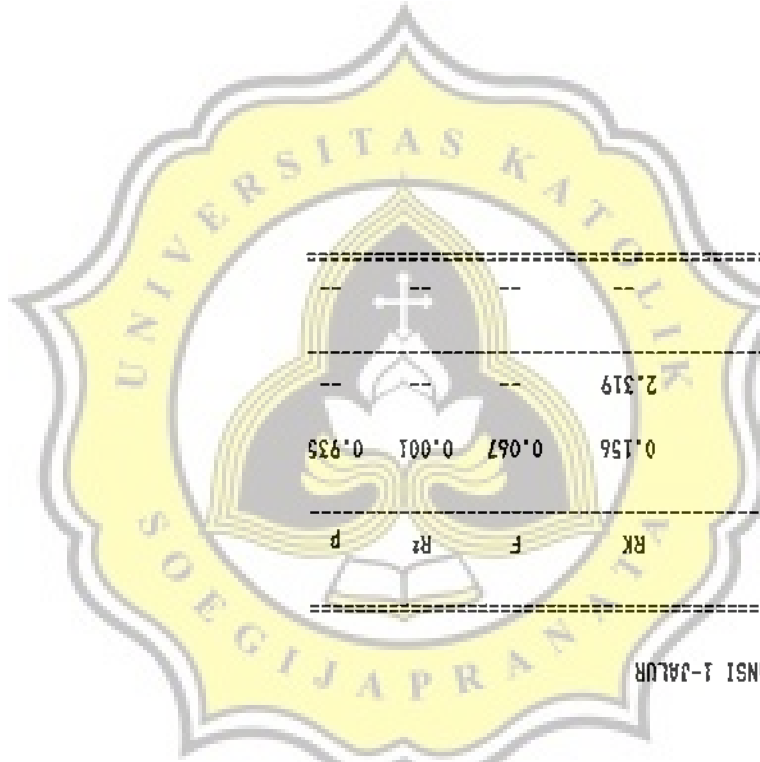 UNIVERSITAS KATOLIK
SOEGIJAPRANATA
NSI 1-JALUR
RK F R² p
0.156 0.067 0.001 0.935
2.319 -- -- --
-- -- -- --